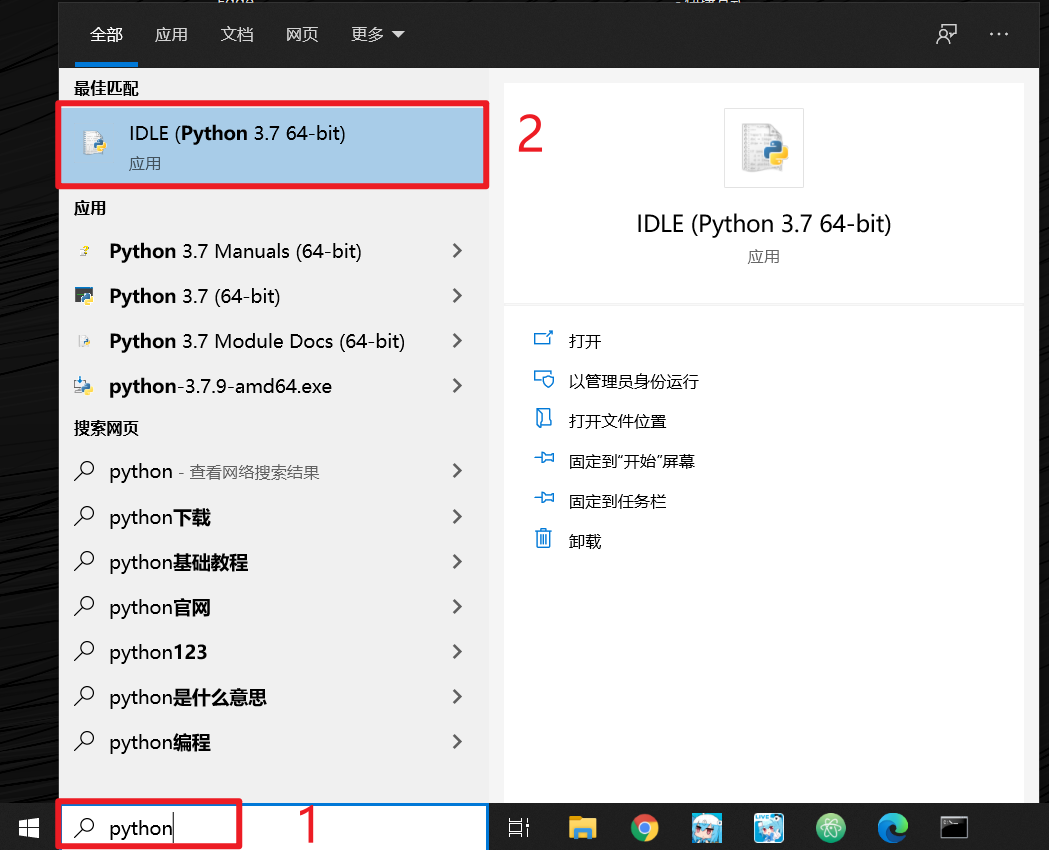 全部 应用 文档 网页 更多
最佳匹配
IDLE (Python 3.7 64-bit)
应用
2
应用
Python 3.7 Manuals (64-bit)
Python 3.7 (64-bit)
Python 3.7 Module Docs (64-bit)
python-3.7.9-amd64.exe
搜索网页
python - 查看网络搜索结果
python下载
python基础教程
python官网
python123
python是什么意思
python编程
IDLE (Python 3.7 64-bit)
应用
打开
以管理员身份运行
打开文件位置
固定到"开始"屏幕
固定到任务栏
卸载
python
1
LIVE